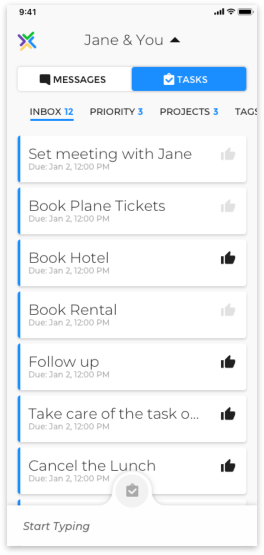 9:41
Jane & You
MESSAGES
TASKS
INBOX 12 PRIORITY 3 PROJECTS 3 TAGS
Set meeting with Jane
Due: Jan 2, 12:00 PM
Book Plane Tickets
Due: Jan 2, 12:00 PM
Book Hotel
Due: Jan 2, 12:00 PM
Book Rental
Due: Jan 2, 12:00 PM
Follow up
Due: Jan 2, 12:00 PM
Take care of the task o...
Due: Jan 2, 12:00 PM
Cancel the Lunch
Due: Jan 2, 12:00 PM
Start Typing